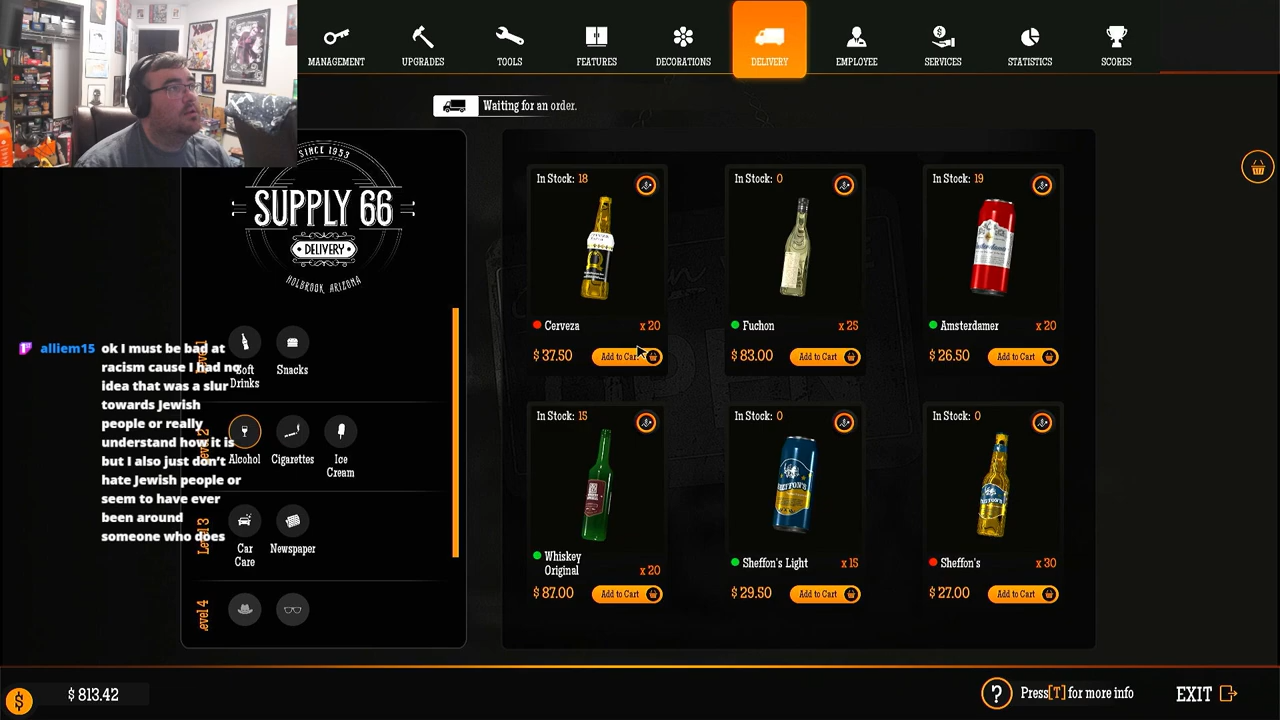 MANAGEMENT
UPGRADES
TOOLS
FEATURES
DECORATIONS
DELIVERY
EMPLOYEE
SERVICES
STATISTICS
SCORES
Waiting for an order.
SINCE 1953
SUPPLY 66
DELIVERY
HOLBROOK, ARIZONA
Level 1
Soft
Drinks
Snacks
Level 2
Alcohol
Cigarettes
Ice
Cream
Level 3
Car
Care
Newspaper
Level 4
alliem15 ok I must be bad at
racism cause I had no
idea that was a slur
towards Jewish
people or really
understand how it is
but I also just don't
hate Jewish people or
seem to have ever
been around
someone who does
In Stock: 18
Cerveza x 20
$ 37.50 Add to Cart
In Stock: 0
Fuchon x 25
$ 83.00 Add to Cart
In Stock: 19
Amsterdamer x 20
$ 26.50 Add to Cart
In Stock: 15
Whiskey
Original x 20
$ 87.00 Add to Cart
In Stock: 0
Sheffon's Light x 15
$ 29.50 Add to Cart
In Stock: 0
Sheffon's x 30
$ 27.00 Add to Cart
$ 813.42
? Press[T] for more info
EXIT